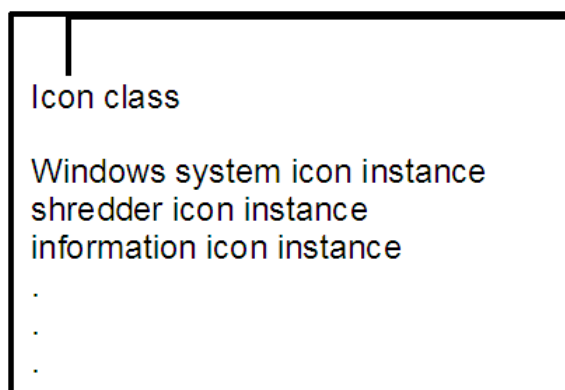 Icon class
Windows system icon instance
shredder icon instance
information icon instance
.
.
.